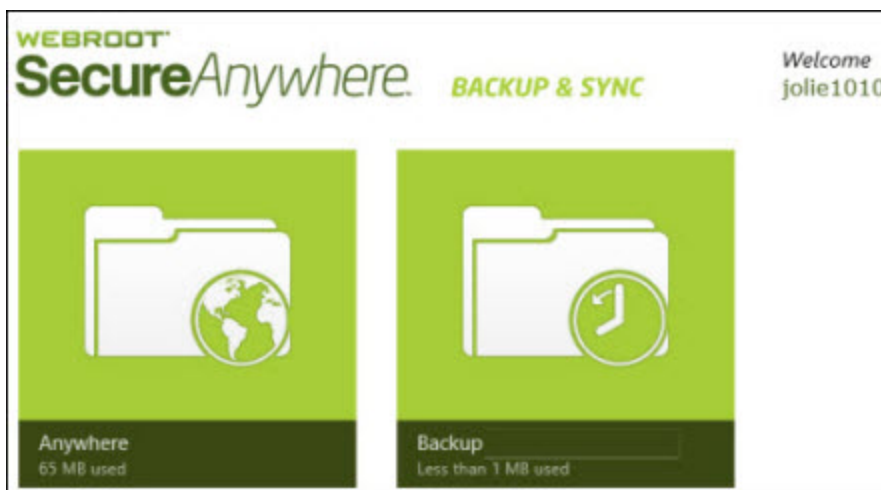 WEBROOT
SecureAnywhere. BACKUP & SYNC
Welcome
jolie1010
Anywhere
65 MB used
Backup
Less than 1 MB used